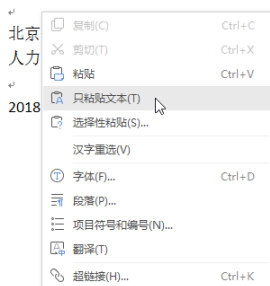 北京
人力
2018
复制(C) Ctrl+C
剪切(T) Ctrl+X
粘贴 Ctrl+V
只粘贴文本(T)
选择性粘贴(S)...
汉字重选(V)
字体(F)... Ctrl+D
段落(P)...
项目符号和编号(N)...
翻译(T)
超链接(H)... Ctrl+K